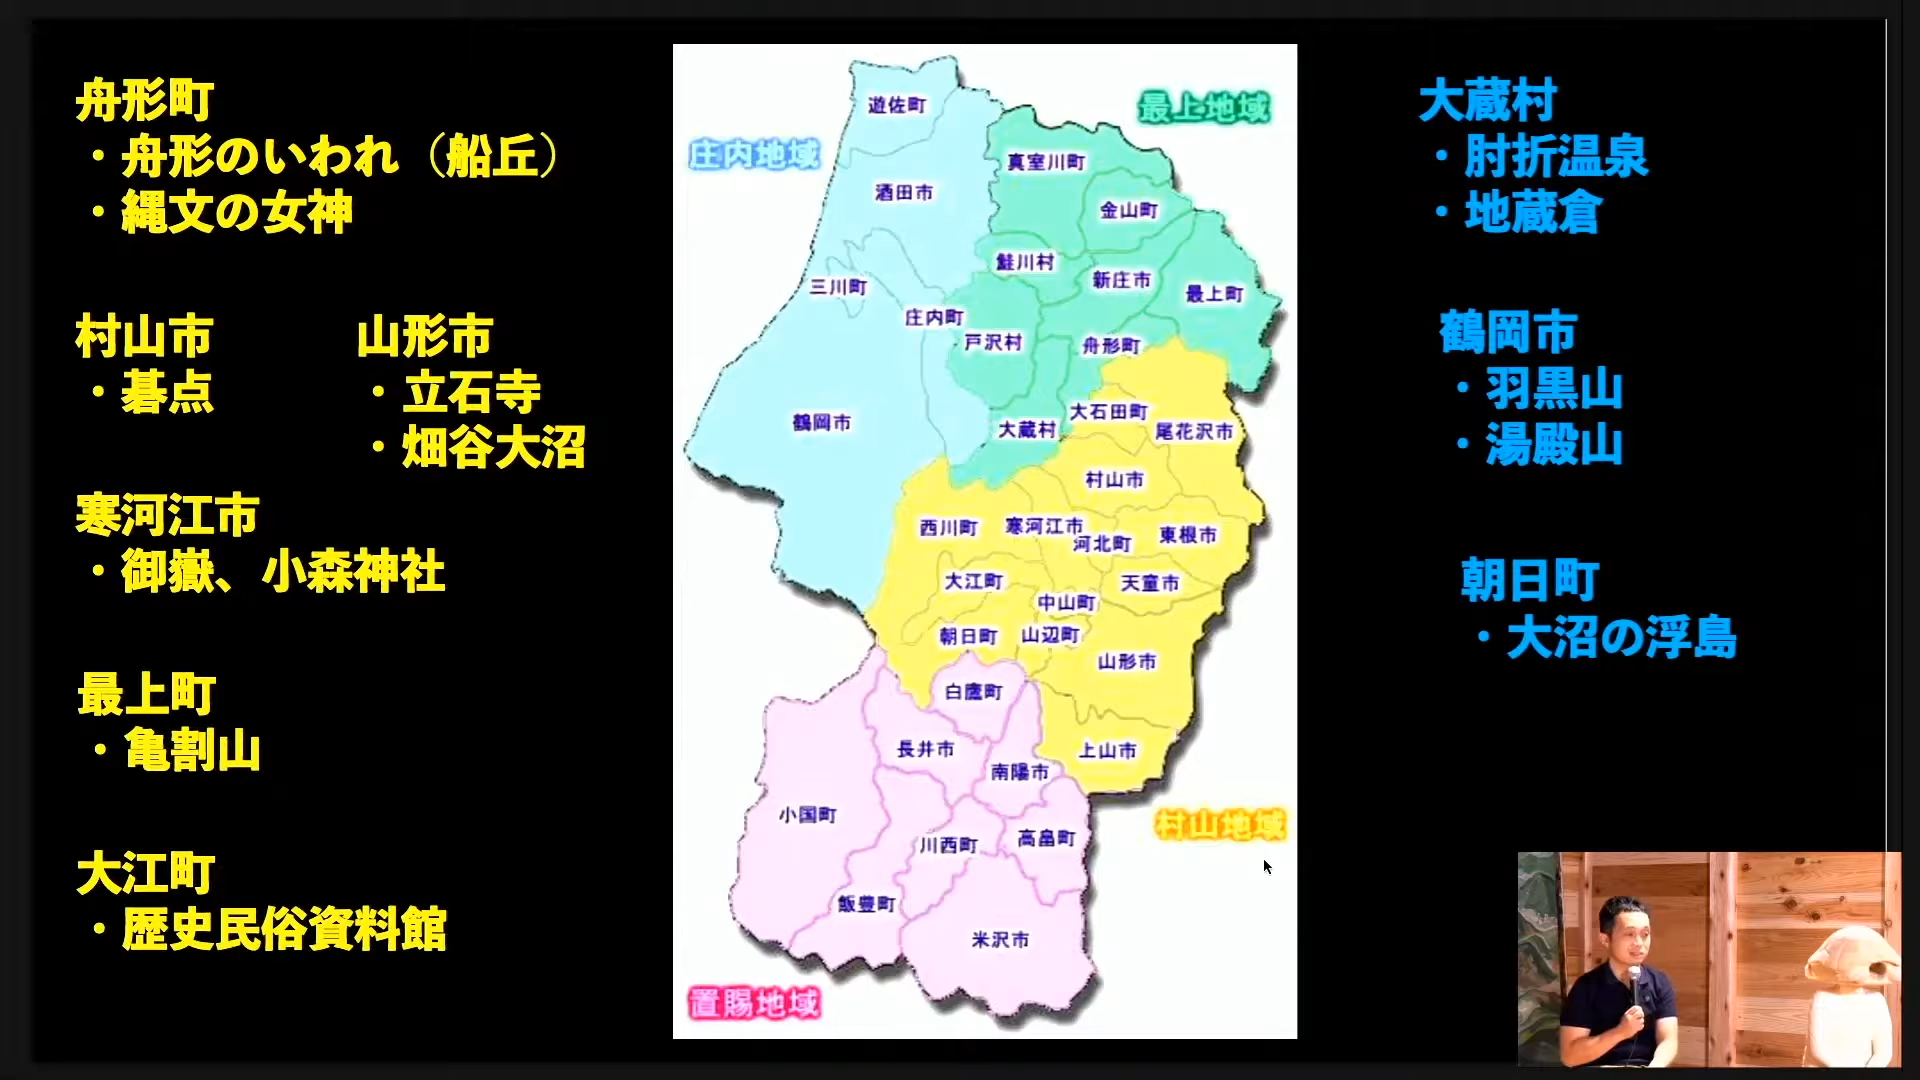 舟形町
・舟形のいわれ（船丘）
・縄文の女神
村山市
・碁点
山形市
・立石寺
・畑谷大沼
寒河江市
・御嶽、小森神社
最上町
・亀割山
大江町
・歴史民俗資料館
庄内地域
最上地域
遊佐町
真室川町
酒田市
金山町
鮭川村
新庄市
三川町
最上町
庄内町
戸沢村
舟形町
大石田町
鶴岡市
大蔵村
尾花沢市
村山市
西川町
寒河江市
河北町
東根市
大江町
天童市
中山町
朝日町
山辺町
山形市
白鷹町
長井市
上山市
南陽市
小国町
村山地域
川西町
高畠町
飯豊町
米沢市
置賜地域
大蔵村
・肘折温泉
・地蔵倉
鶴岡市
・羽黒山
・湯殿山
朝日町
・大沼の浮島